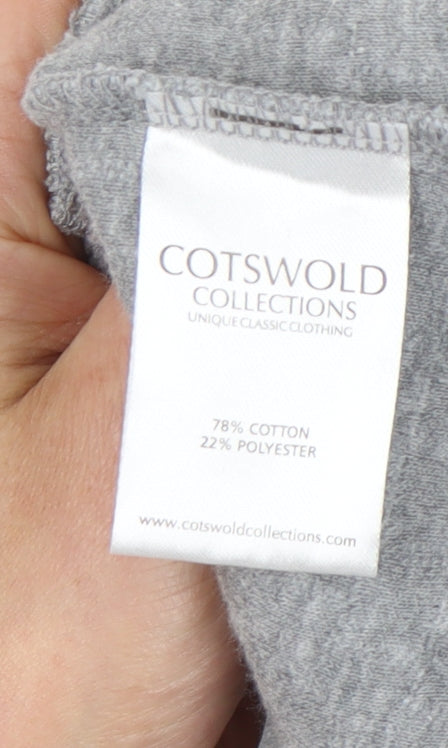 COTSWOLD
COLLECTIONS
UNIQUE CLASSIC CLOTHING
78% COTTON
22% POLYESTER
www.cotswoldcollections.com